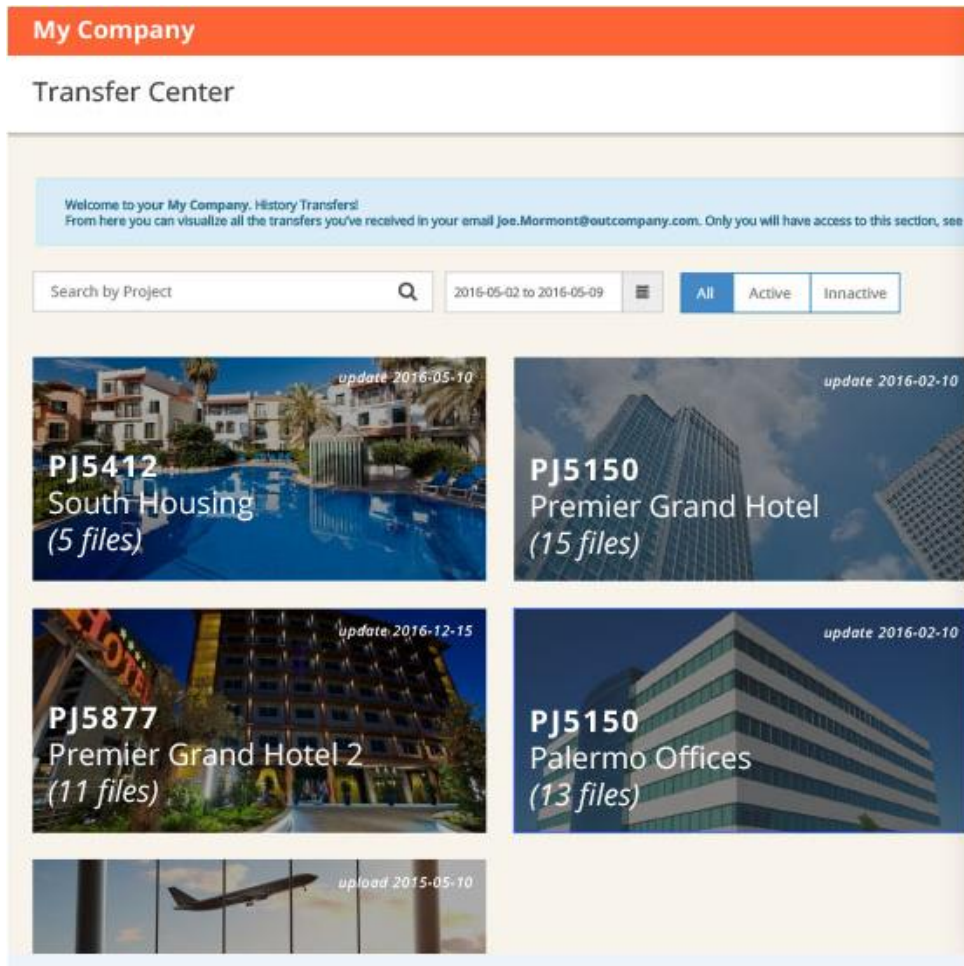 My Company
Transfer Center
Welcome to your My Company. History Transfers!
From here you can visualize all the transfers you've received in your email Joe.Mormont@outcompany.com. Only you will have access to this section, see
Search by Project
2016-05-02 to 2016-05-09
All
Active
Innactive
update 2016-05-10
PJ5412
South Housing
(5 files)
update 2016-02-10
PJ5150
Premier Grand Hotel
(15 files)
HOTEL
update 2016-12-15
PJ5877
Premier Grand Hotel 2
(11 files)
update 2016-02-10
PJ5150
Palermo Offices
(13 files)
upload 2015-05-10